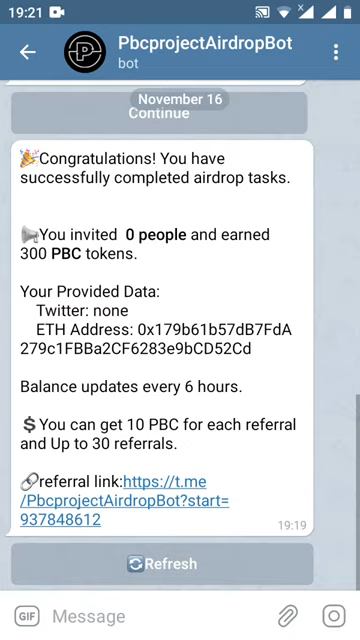 19:21
PbcprojectAirdropBot
bot
November 16
Continue
🎉Congratulations! You have
successfully completed airdrop tasks.
📢You invited 0 people and earned
300 PBC tokens.
Your Provided Data:
Twitter: none
ETH Address: 0x179b61b57dB7FdA
279c1FBBa2CF6283e9bCD52Cd
Balance updates every 6 hours.
💲You can get 10 PBC for each referral
and Up to 30 referrals.
🔗referral link:https://t.me
/PbcprojectAirdropBot?start=
937848612
19:19
🔄Refresh
GIF Message